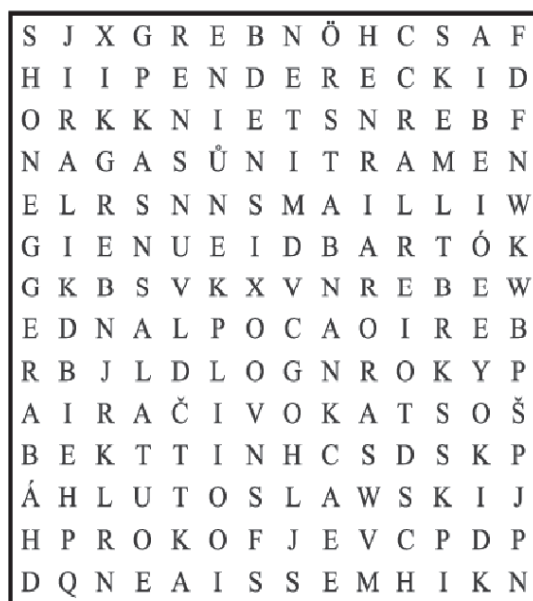 S J X G R E B N Ö H C S A F
H I I P E N D E R E C K I D
O R K K N I E T S N R E B F
N A G A S Ů N I T R A M E N
E L R S N N S M A I L L I W
G I E N U E I D B A R T Ó K
G K B S V K X V N R E B E W
E D N A L P O C A O I R E B
R B J L D L O G N R O K Y P
A I R A Č I V O K A T S O Š
B E K T T I N H C S D S K P
Á H L U T O S L A W S K I J
H P R O K O F J E V C P D P
D Q N E A I S S E M H I K N